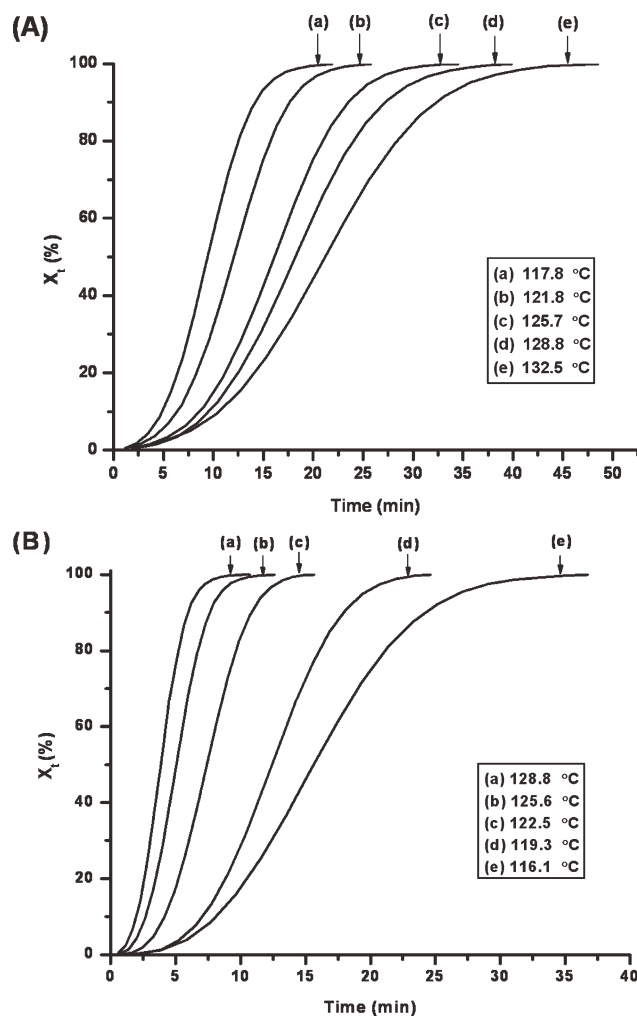 (A)
(a) (b) (c) (d) (e)
100
80
60
40
20
0
X_t (%)
(a) 117.8 °C
(b) 121.8 °C
(c) 125.7 °C
(d) 128.8 °C
(e) 132.5 °C
0 5 10 15 20 25 30 35 40 45 50
Time (min)
(B)
(a) (b) (c) (d) (e)
100
80
60
40
20
0
X_t (%)
(a) 128.8 °C
(b) 125.6 °C
(c) 122.5 °C
(d) 119.3 °C
(e) 116.1 °C
0 5 10 15 20 25 30 35 40
Time (min)